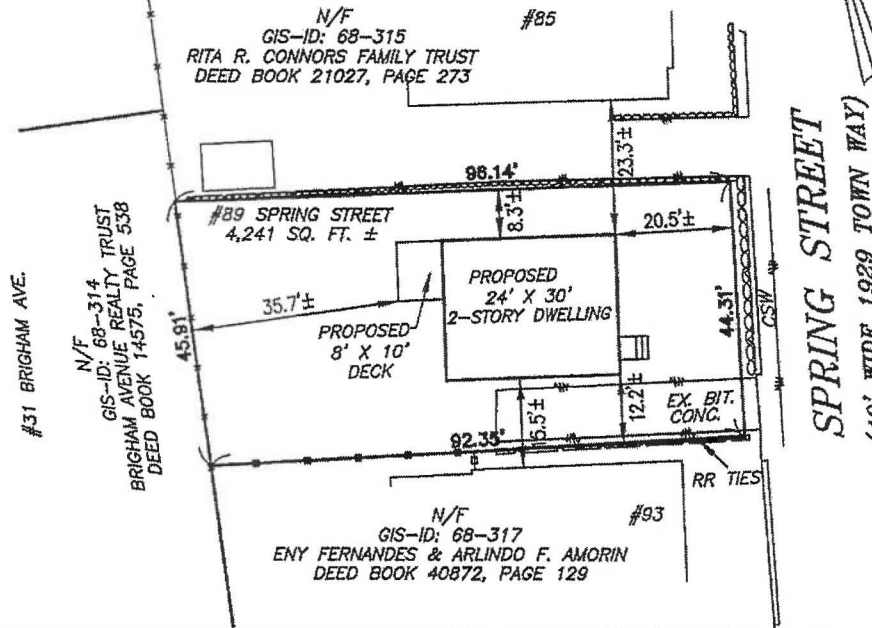 N/F
GIS-ID: 68-315
RITA R. CONNORS FAMILY TRUST
DEED BOOK 21027, PAGE 273
#85
SPRING STREET
(40' WIDE 1929 TOWN WAY)
23.3'±
96.14'
#89 SPRING STREET
4,241 SQ. FT. ±
8.3'±
20.5'±
#31 BRIGHAM AVE.
N/F
GIS-ID: 68-314
BRIGHAM AVENUE REALTY TRUST
DEED BOOK 14575, PAGE 538
45.91'
35.7'±
PROPOSED
24' X 30'
2-STORY DWELLING
PROPOSED
8' X 10'
DECK
44.31'
CSW
EX. BIT.
CONC.
12.2'±
15.5'±
92.35'
RR TIES
N/F
GIS-ID: 68-317
ENY FERNANDES & ARLINDO F. AMORIN
DEED BOOK 40872, PAGE 129
#93